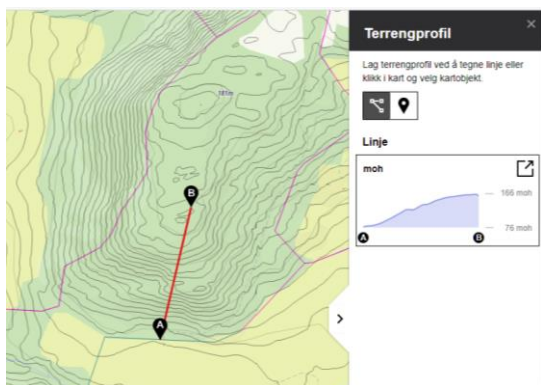 B
A
Terrengprofil
×
Lag terrengprofil ved å tegne linje eller
klikk i kart og velg kartobjekt.
Linje
moh
166 moh
76 moh
A
B